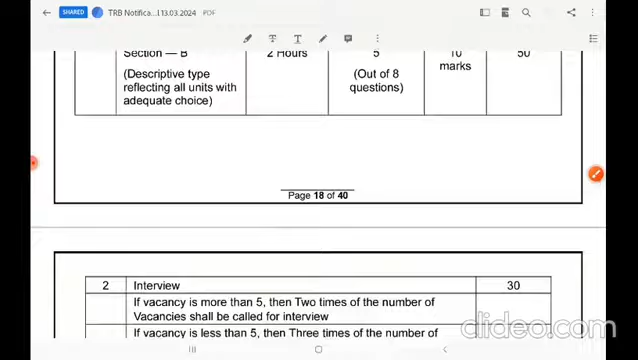 SHARED TRB Notifica...l13.03.2024 PDF
Section — B 2 Hours 5 10 marks 50
(Descriptive type reflecting all units with adequate choice) (Out of 8 questions)
Page 18 of 40
2 Interview 30
If vacancy is more than 5, then Two times of the number of
Vacancies shall be called for interview
If vacancy is less than 5, then Three times of the number of
clideo.com